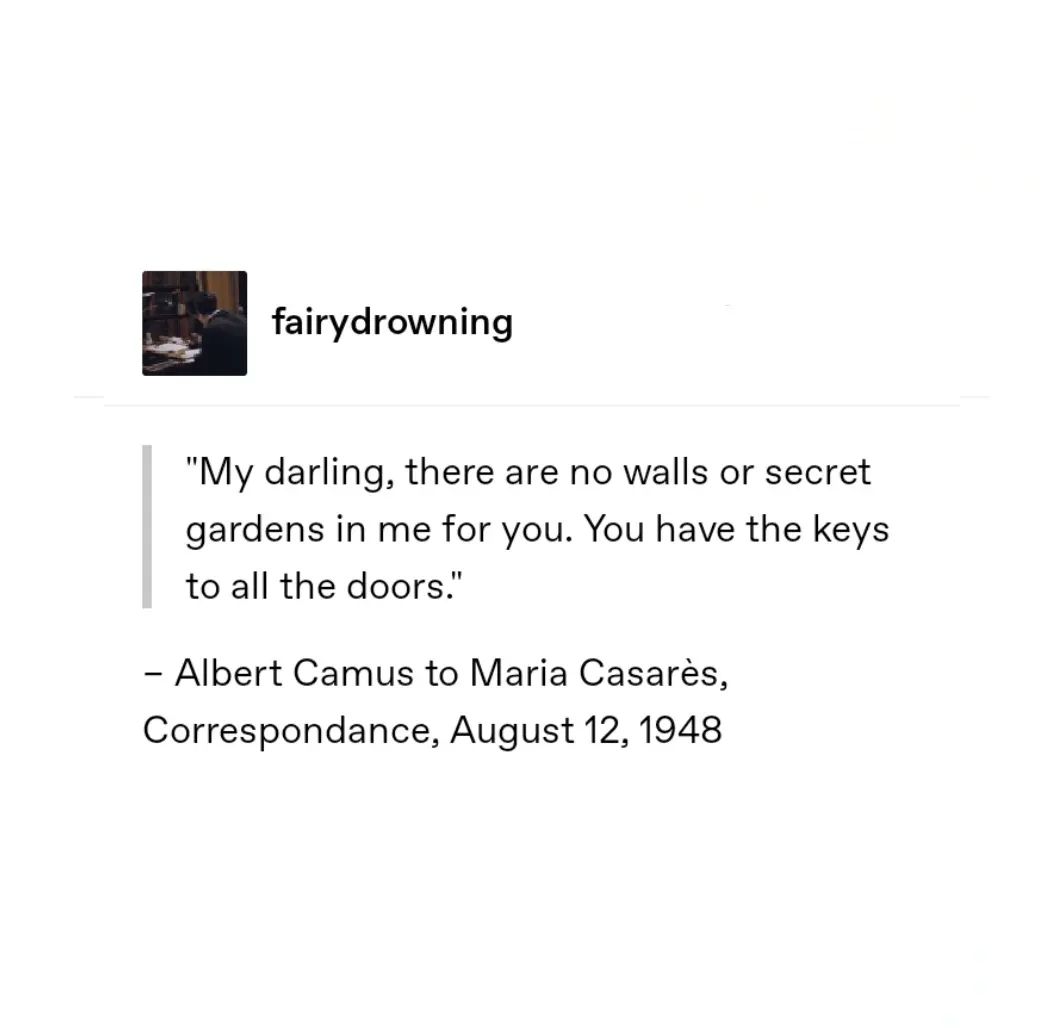 fairydrowning
"My darling, there are no walls or secret
gardens in me for you. You have the keys
to all the doors."
– Albert Camus to Maria Casarès,
Correspondance, August 12, 1948